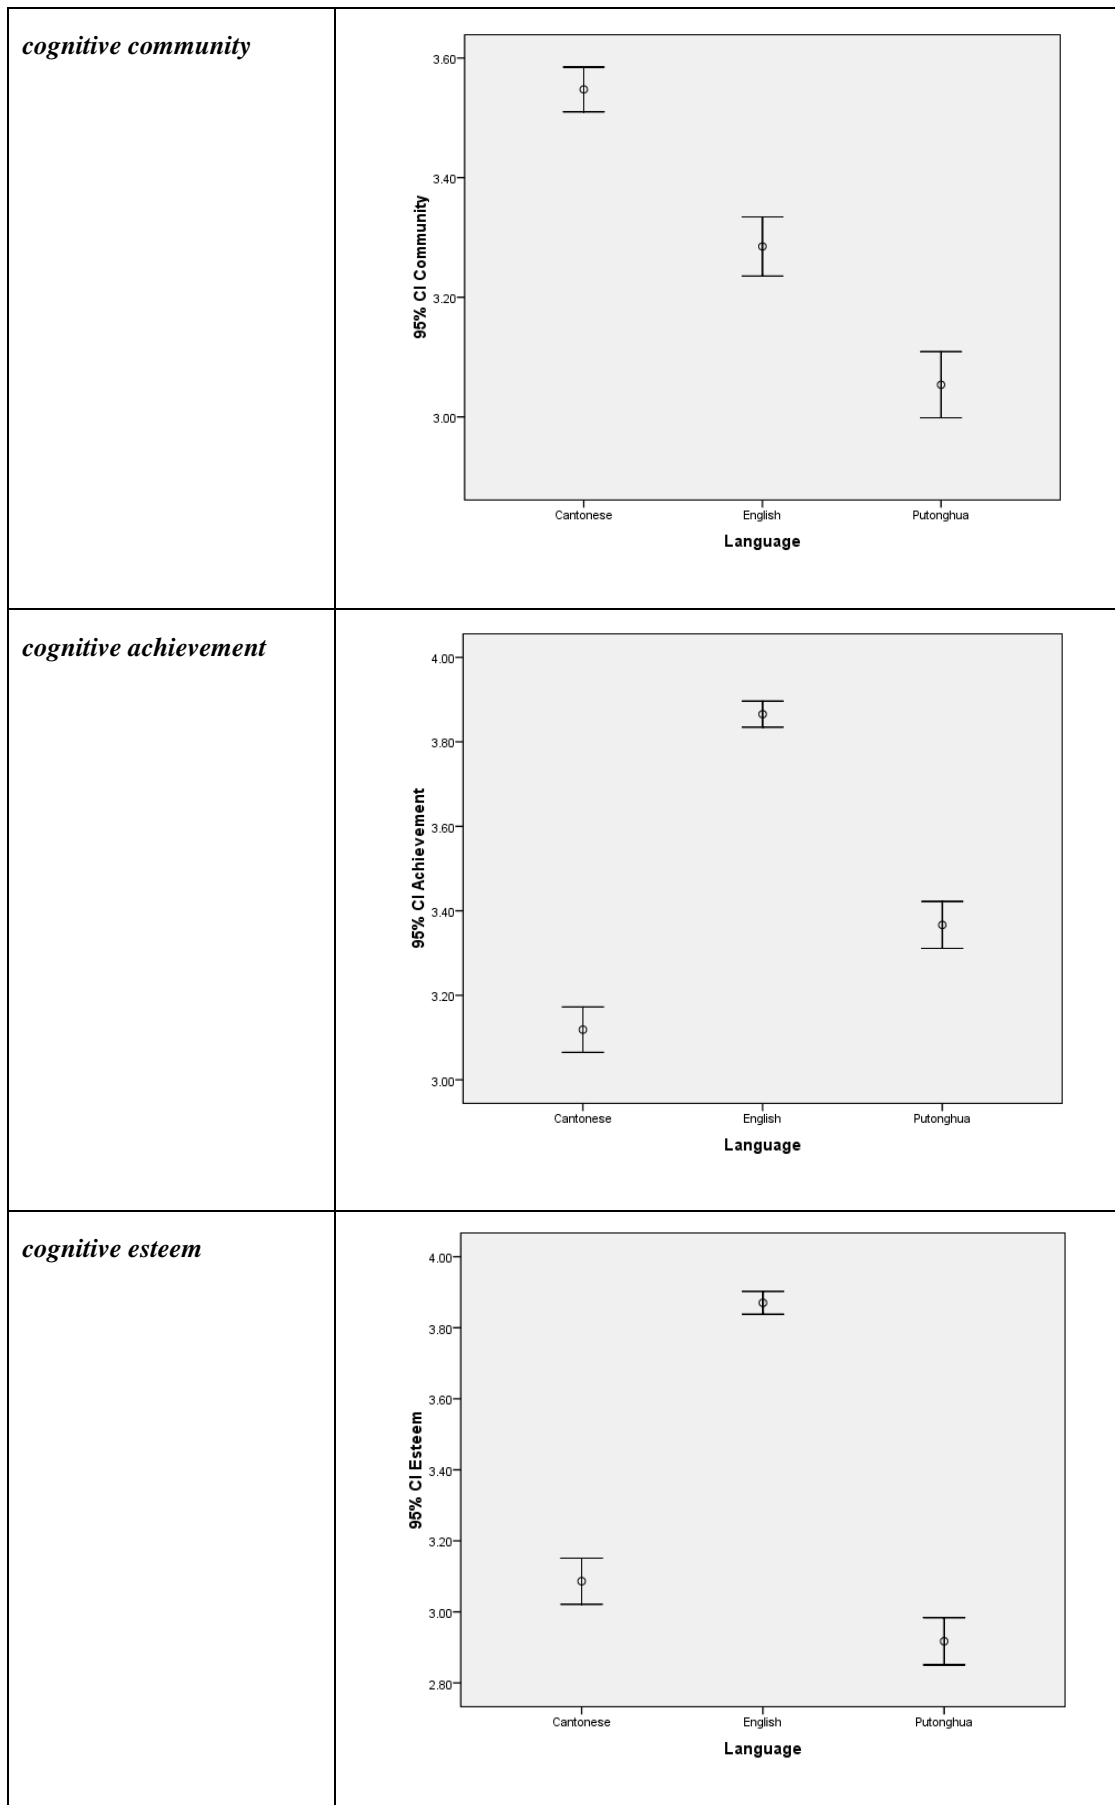 cognitive community
3.60
3.40
3.20
3.00
95% CI Community
Cantonese English Putonghua
Language
cognitive achievement
4.00
3.80
3.60
3.40
3.20
3.00
95% CI Achievement
Cantonese English Putonghua
Language
cognitive esteem
4.00
3.80
3.60
3.40
3.20
3.00
2.80
95% CI Esteem
Cantonese English Putonghua
Language